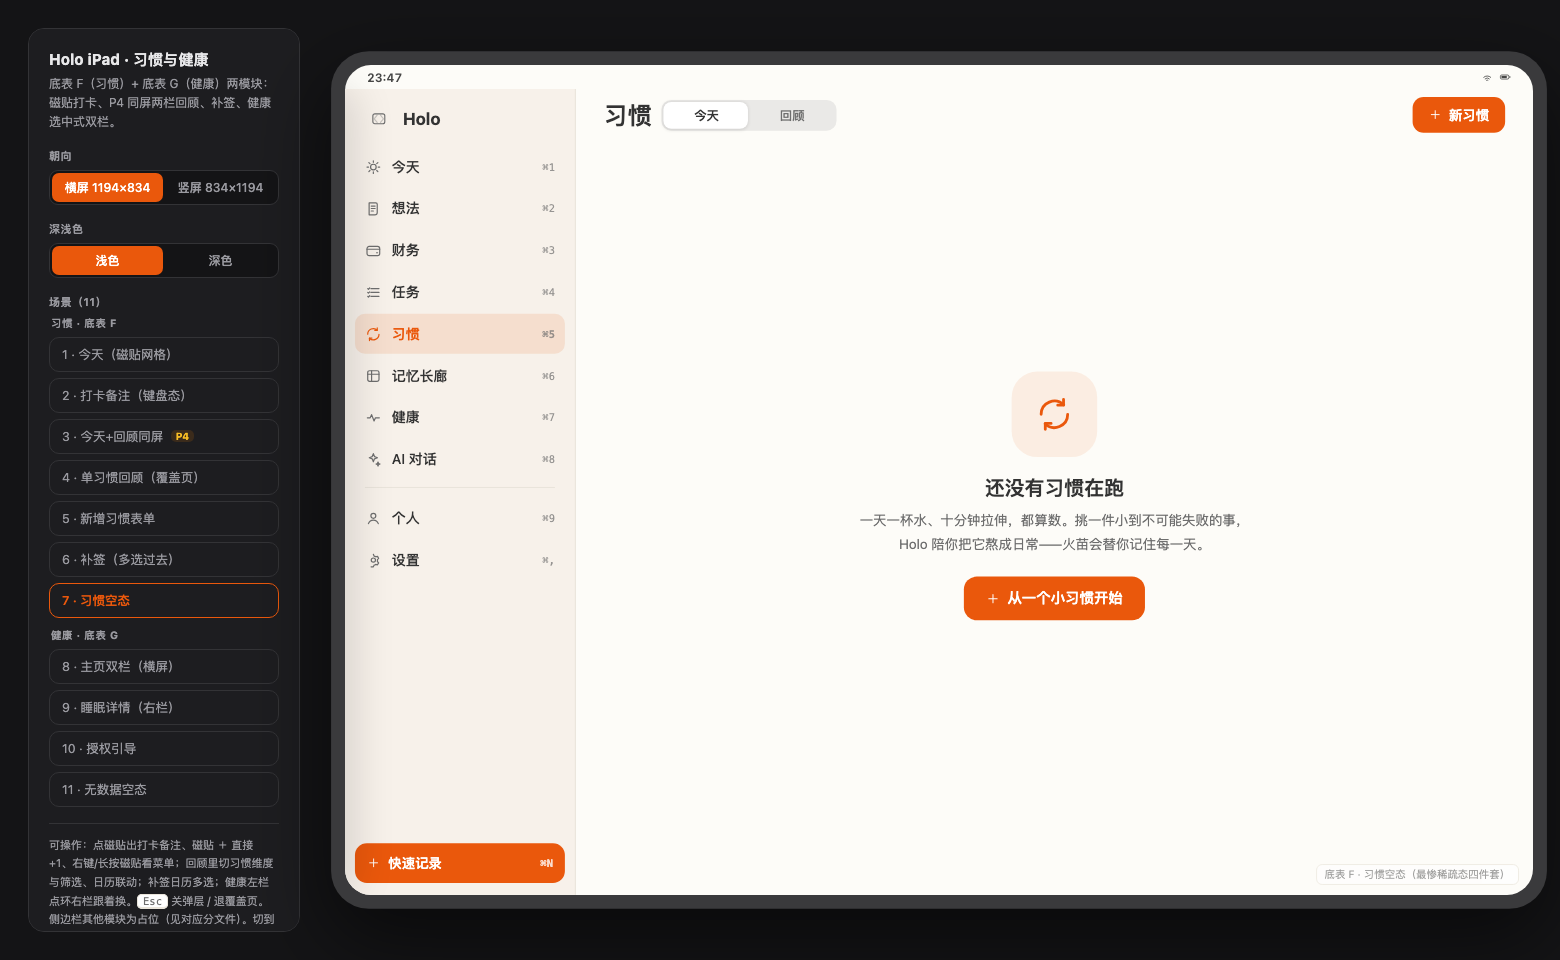 Holo iPad · 习惯与健康
底表 F（习惯）+ 底表 G（健康）两模块：
磁贴打卡、P4 同屏两栏回顾、补签、健康
选中式双栏。
朝向
横屏 1194×834
竖屏 834×1194
深浅色
浅色
深色
场景（11）
习惯 · 底表 F
1 · 今天（磁贴网格）
2 · 打卡备注（键盘态）
3 · 今天+回顾同屏 P4
4 · 单习惯回顾（覆盖页）
5 · 新增习惯表单
6 · 补签（多选过去）
7 · 习惯空态
健康 · 底表 G
8 · 主页双栏（横屏）
9 · 睡眠详情（右栏）
10 · 授权引导
11 · 无数据空态
可操作：点磁贴出打卡备注、磁贴 ＋ 直接
+1、右键/长按磁贴看菜单；回顾里切习惯维度
与筛选、日历联动；补签日历多选；健康左栏
点环右栏跟着换。 Esc 关弹层 / 退覆盖页。
侧边栏其他模块为占位（见对应分文件）。切到
23:47
Holo
今天 ⌘1
想法 ⌘2
财务 ⌘3
任务 ⌘4
习惯 ⌘5
记忆长廊 ⌘6
健康 ⌘7
AI 对话 ⌘8
个人 ⌘9
设置 ⌘,
＋ 快速记录 ⌘N
习惯
今天
回顾
＋ 新习惯
还没有习惯在跑
一天一杯水、十分钟拉伸，都算数。挑一件小到不可能失败的事，
Holo 陪你把它熬成日常——火苗会替你记住每一天。
＋ 从一个小习惯开始
底表 F · 习惯空态（最惨稀疏态四件套）